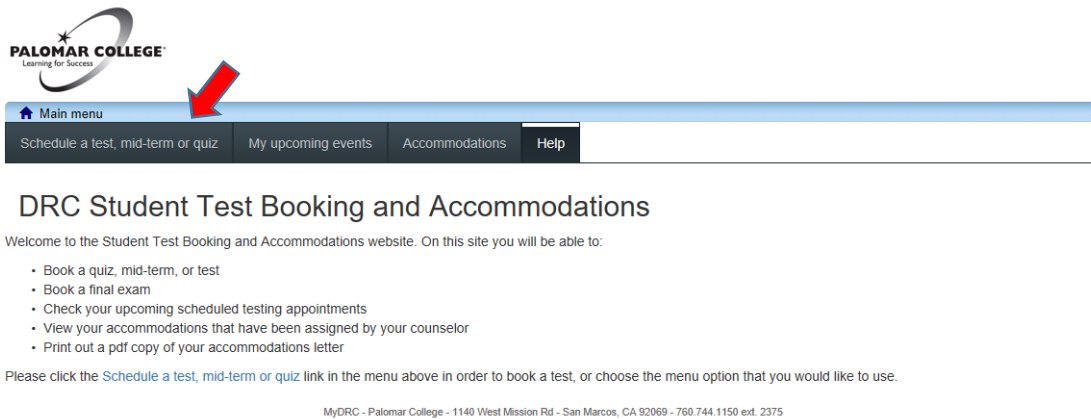 PALOMAR COLLEGE
Learning for Success
Main menu
Schedule a test, mid-term or quiz My upcoming events Accommodations Help
DRC Student Test Booking and Accommodations
Welcome to the Student Test Booking and Accommodations website. On this site you will be able to:
• Book a quiz, mid-term, or test
• Book a final exam
• Check your upcoming scheduled testing appointments
• View your accommodations that have been assigned by your counselor
• Print out a pdf copy of your accommodations letter
Please click the Schedule a test, mid-term or quiz link in the menu above in order to book a test, or choose the menu option that you would like to use.
MyDRC - Palomar College - 1140 West Mission Rd - San Marcos, CA 92069 - 760.744.1150 ext. 2375